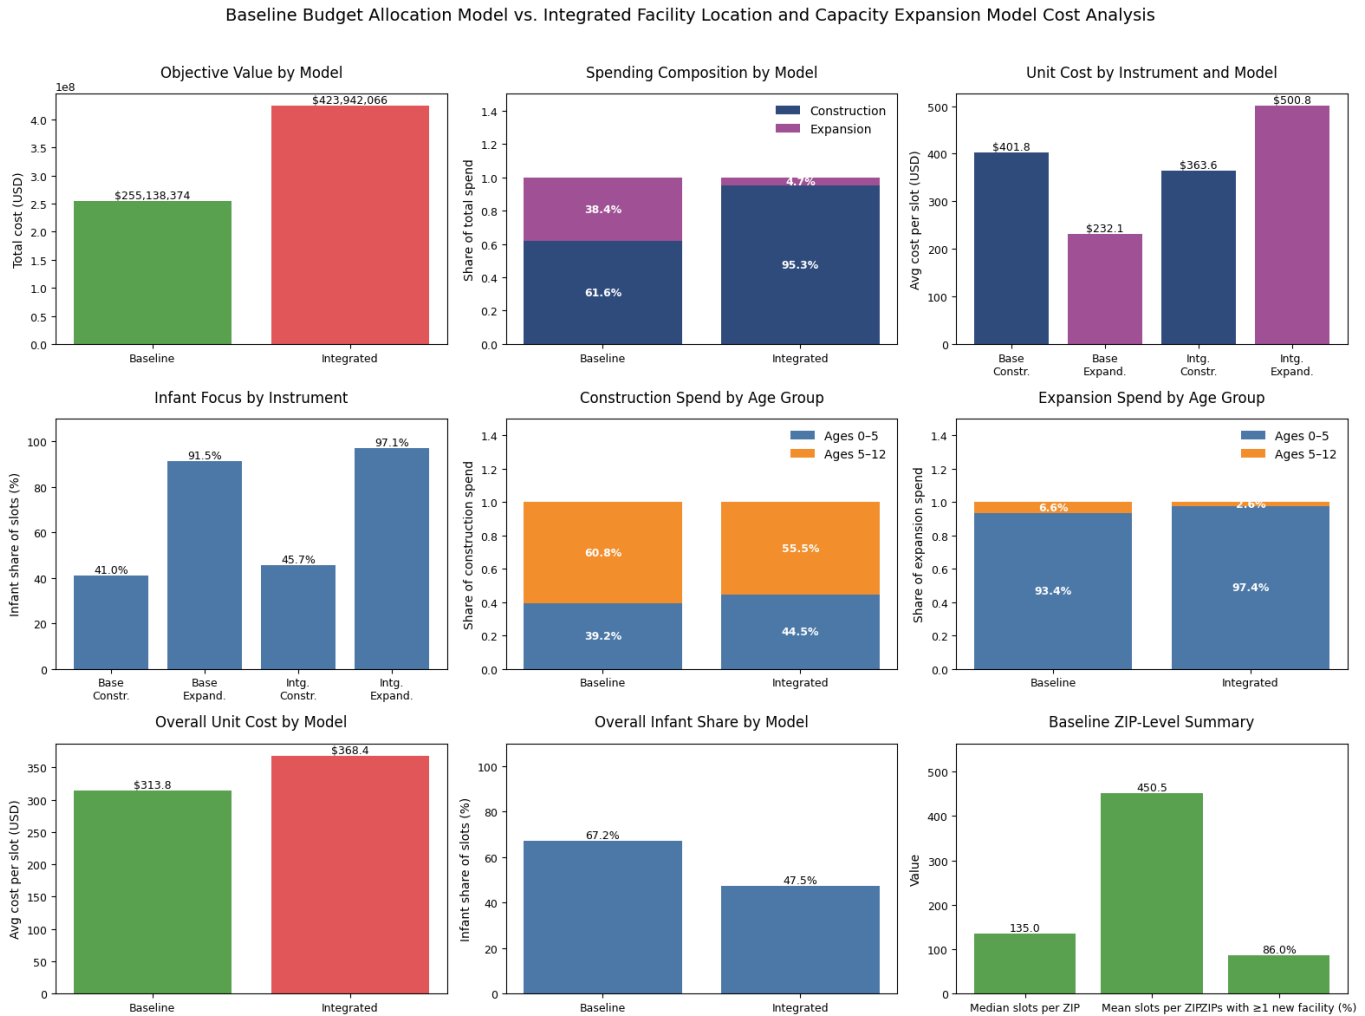 Baseline Budget Allocation Model vs. Integrated Facility Location and Capacity Expansion Model Cost Analysis
Objective Value by Model
1e8
Total cost (USD)
4.0
3.5
3.0
2.5
2.0
1.5
1.0
0.5
0.0
$255,138,374
$423,942,066
Baseline
Integrated
Spending Composition by Model
Share of total spend
1.4
1.2
1.0
0.8
0.6
0.4
0.2
0.0
Construction
Expansion
38.4%
61.6%
4.7%
95.3%
Baseline
Integrated
Unit Cost by Instrument and Model
Avg cost per slot (USD)
500
400
300
200
100
0
$401.8
$232.1
$363.6
$500.8
Base
Constr.
Base
Expand.
Intg.
Constr.
Intg.
Expand.
Infant Focus by Instrument
Infant share of slots (%)
100
80
60
40
20
0
41.0%
91.5%
45.7%
97.1%
Base
Constr.
Base
Expand.
Intg.
Constr.
Intg.
Expand.
Construction Spend by Age Group
Share of construction spend
1.4
1.2
1.0
0.8
0.6
0.4
0.2
0.0
Ages 0–5
Ages 5–12
60.8%
39.2%
55.5%
44.5%
Baseline
Integrated
Expansion Spend by Age Group
Share of expansion spend
1.4
1.2
1.0
0.8
0.6
0.4
0.2
0.0
Ages 0–5
Ages 5–12
6.6%
93.4%
2.6%
97.4%
Baseline
Integrated
Overall Unit Cost by Model
Avg cost per slot (USD)
350
300
250
200
150
100
50
0
$313.8
$368.4
Baseline
Integrated
Overall Infant Share by Model
Infant share of slots (%)
100
80
60
40
20
0
67.2%
47.5%
Baseline
Integrated
Baseline ZIP-Level Summary
Value
500
400
300
200
100
0
135.0
450.5
86.0%
Median slots per ZIP
Mean slots per ZIP
ZIPs with ≥1 new facility (%)